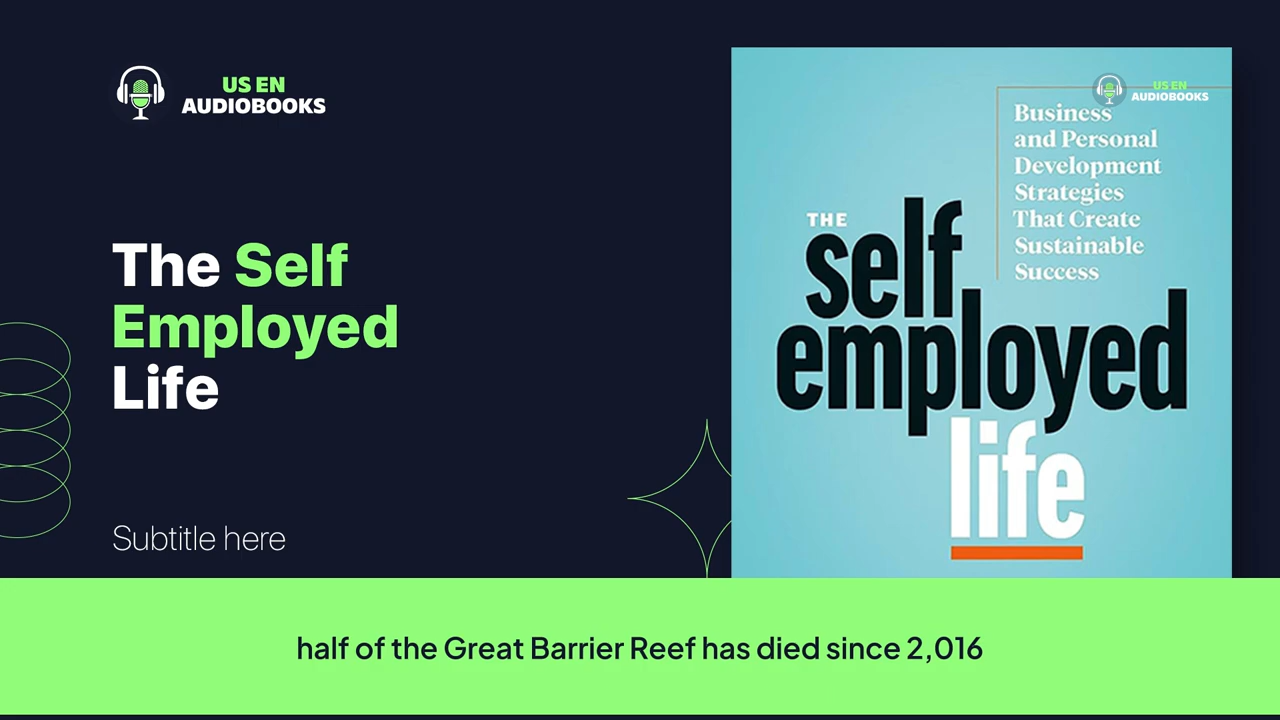 US EN
AUDIOBOOKS
The Self
Employed
Life
Subtitle here
US EN
AUDIOBOOKS
Business
and Personal
Development
Strategies
That Create
Sustainable
Success
THE
self
employed
life
half of the Great Barrier Reef has died since 2,016